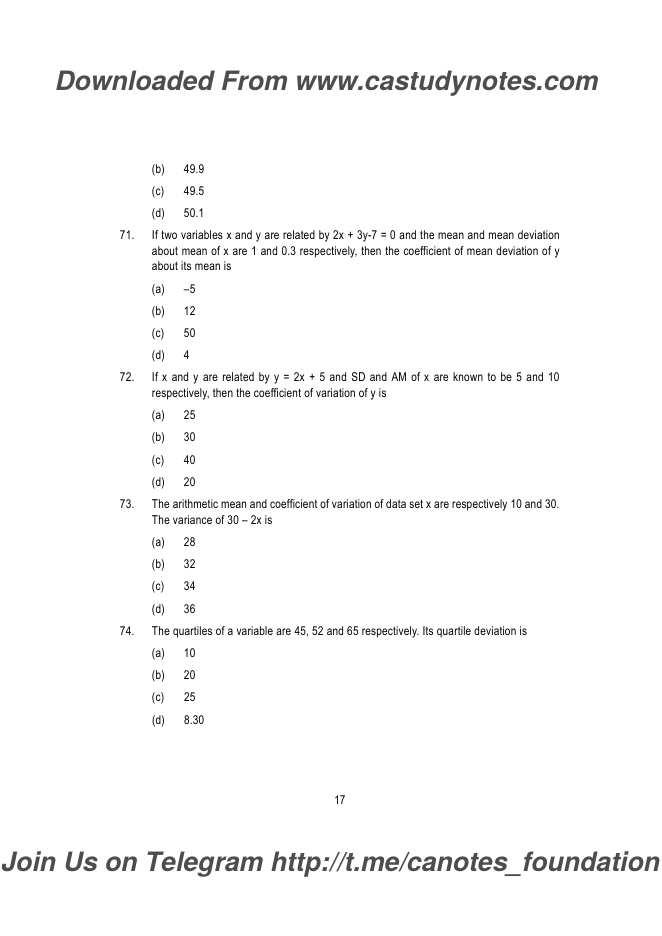 Downloaded From www.castudynotes.com
(b) 49.9
(c) 49.5
(d) 50.1
71. If two variables x and y are related by 2x + 3y-7 = 0 and the mean and mean deviation
about mean of x are 1 and 0.3 respectively, then the coefficient of mean deviation of y
about its mean is
(a) –5
(b) 12
(c) 50
(d) 4
72. If x and y are related by y = 2x + 5 and SD and AM of x are known to be 5 and 10
respectively, then the coefficient of variation of y is
(a) 25
(b) 30
(c) 40
(d) 20
73. The arithmetic mean and coefficient of variation of data set x are respectively 10 and 30.
The variance of 30 – 2x is
(a) 28
(b) 32
(c) 34
(d) 36
74. The quartiles of a variable are 45, 52 and 65 respectively. Its quartile deviation is
(a) 10
(b) 20
(c) 25
(d) 8.30
17
Join Us on Telegram http://t.me/canotes_foundation